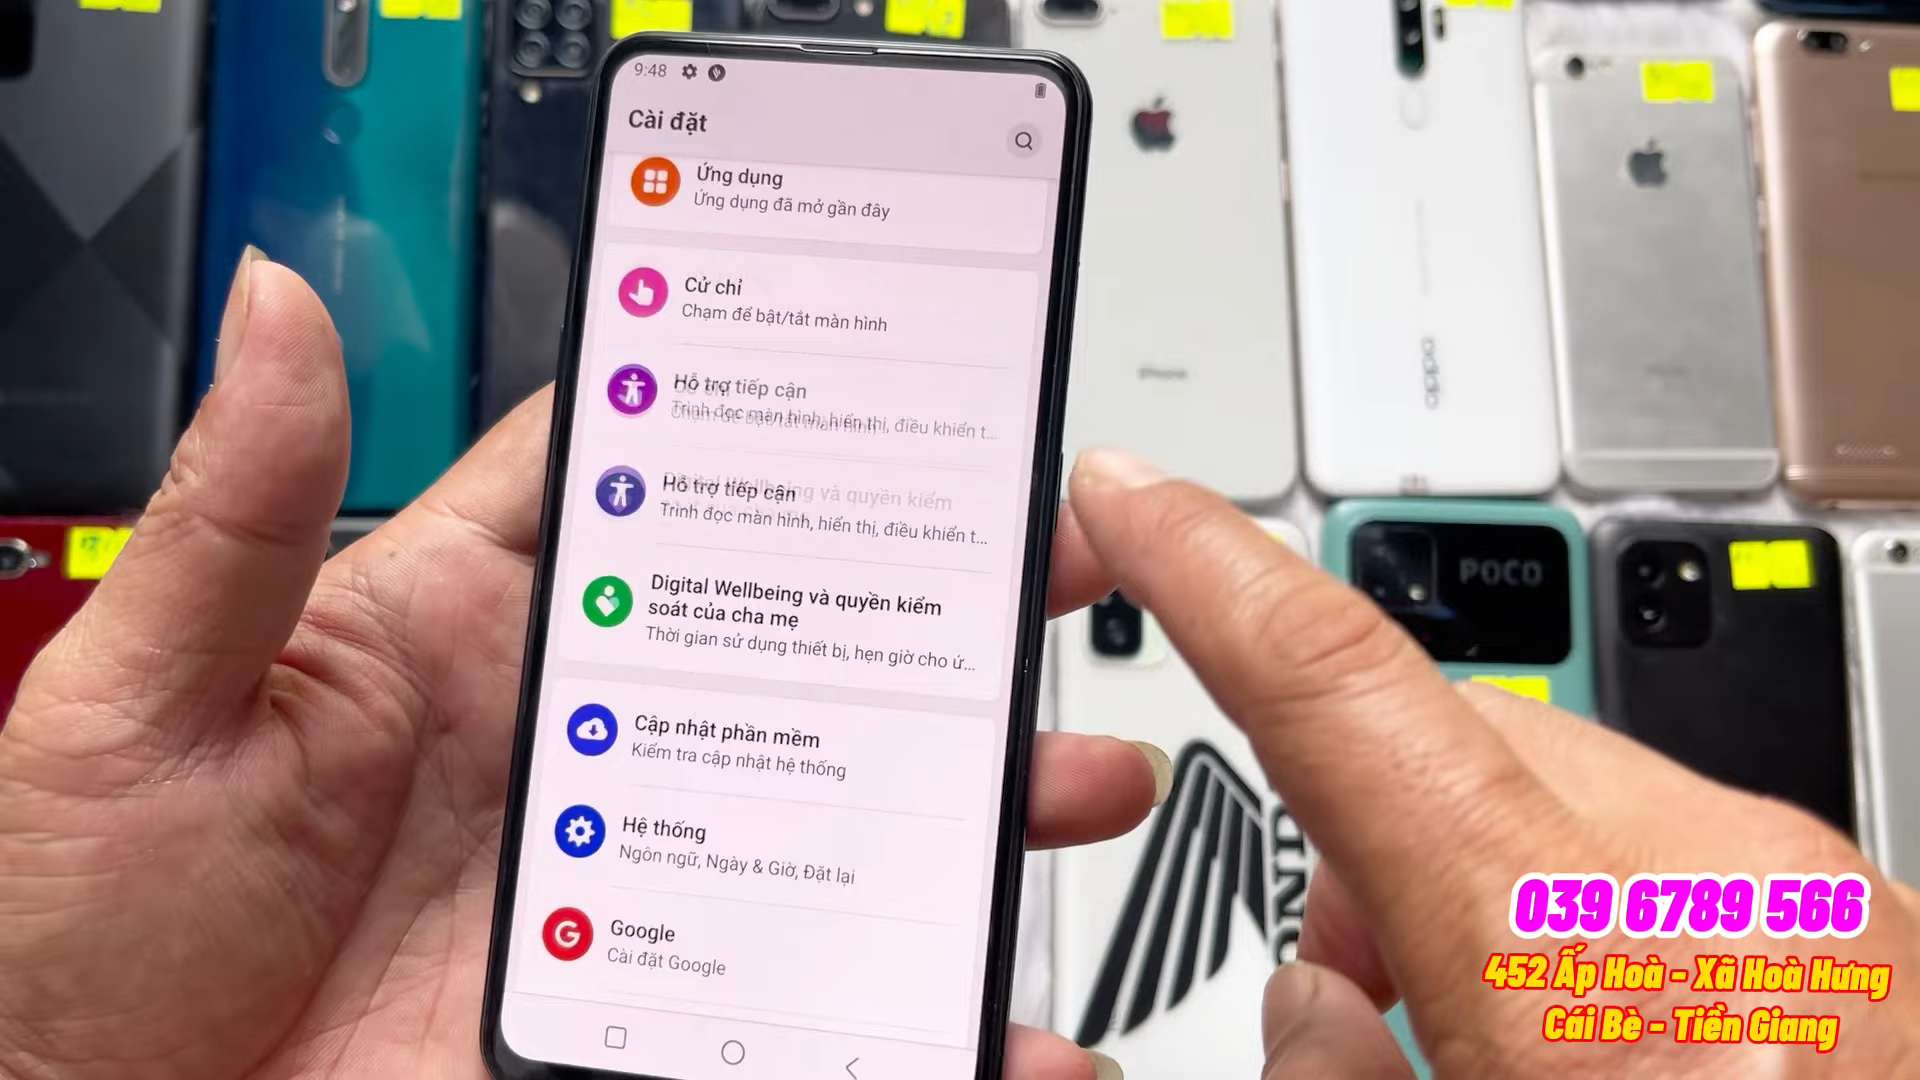 9:48
Cài đặt
Ứng dụng
Ứng dụng đã mở gần đây
Cử chỉ
Chạm để bật/tắt màn hình
Hỗ trợ tiếp cận
Trình đọc màn hình, hiển thị, điều khiển t...
Hỗ trợ tiếp cận
Trình đọc màn hình, hiển thị, điều khiển t...
Digital Wellbeing và quyền kiểm
soát của cha mẹ
Thời gian sử dụng thiết bị, hẹn giờ cho ứ...
Cập nhật phần mềm
Kiểm tra cập nhật hệ thống
Hệ thống
Ngôn ngữ, Ngày & Giờ, Đặt lại
Google
Cài đặt Google
iPhone
oppo
POCO
039 6789 566
452 Ấp Hoà - Xã Hoà Hưng
Cái Bè - Tiền Giang